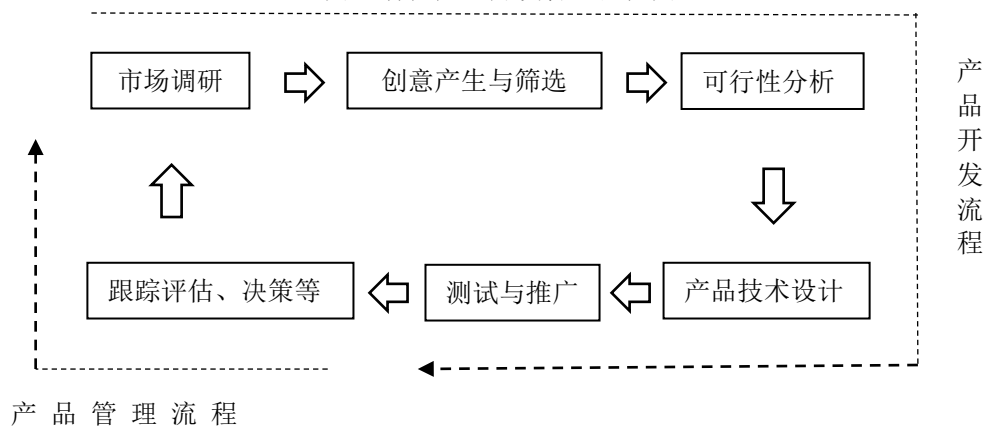 市场调研
创意产生与筛选
可行性分析
产品开发流程
跟踪评估、决策等
测试与推广
产品技术设计
产品管理流程